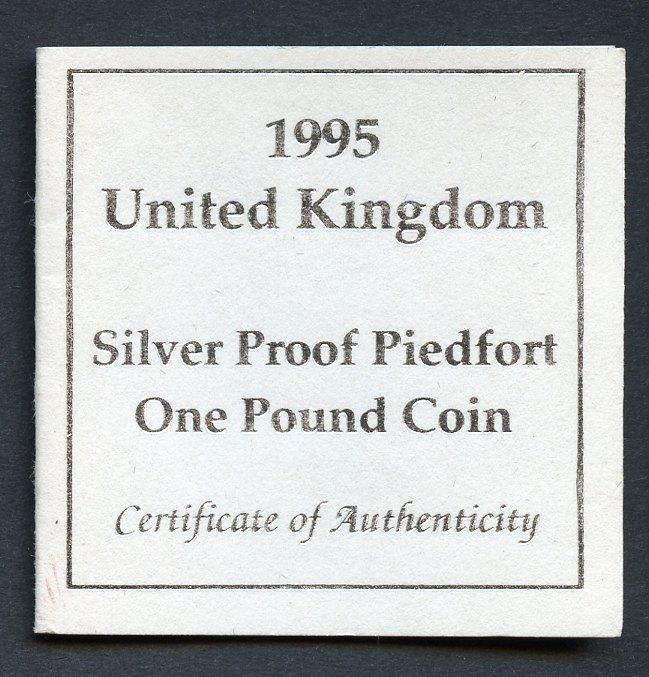 1995
United Kingdom
Silver Proof Piedfort
One Pound Coin
Certificate of Authenticity